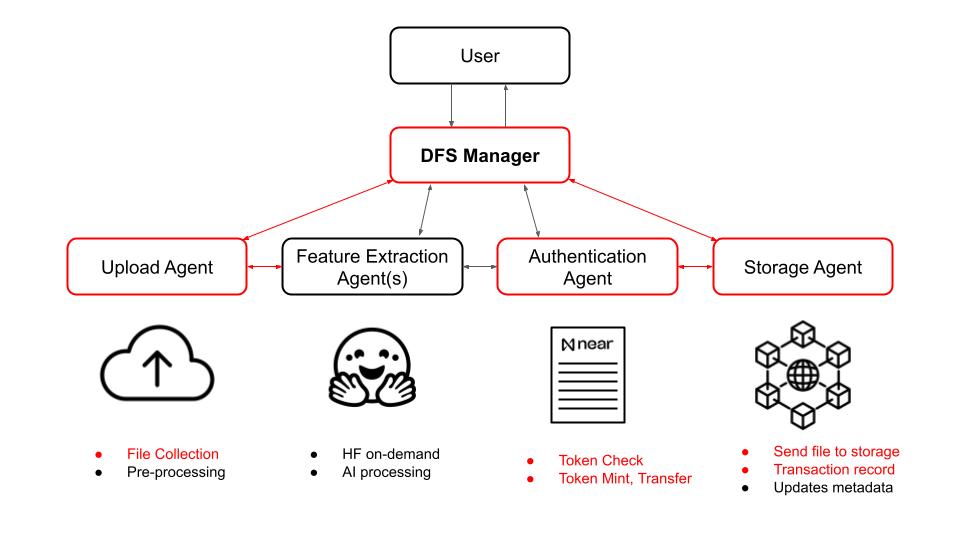 User
DFS Manager
Upload Agent
Feature Extraction
Agent(s)
Authentication
Agent
Storage Agent
near
● File Collection
● Pre-processing
● HF on-demand
● AI processing
● Token Check
● Token Mint, Transfer
● Send file to storage
● Transaction record
● Updates metadata